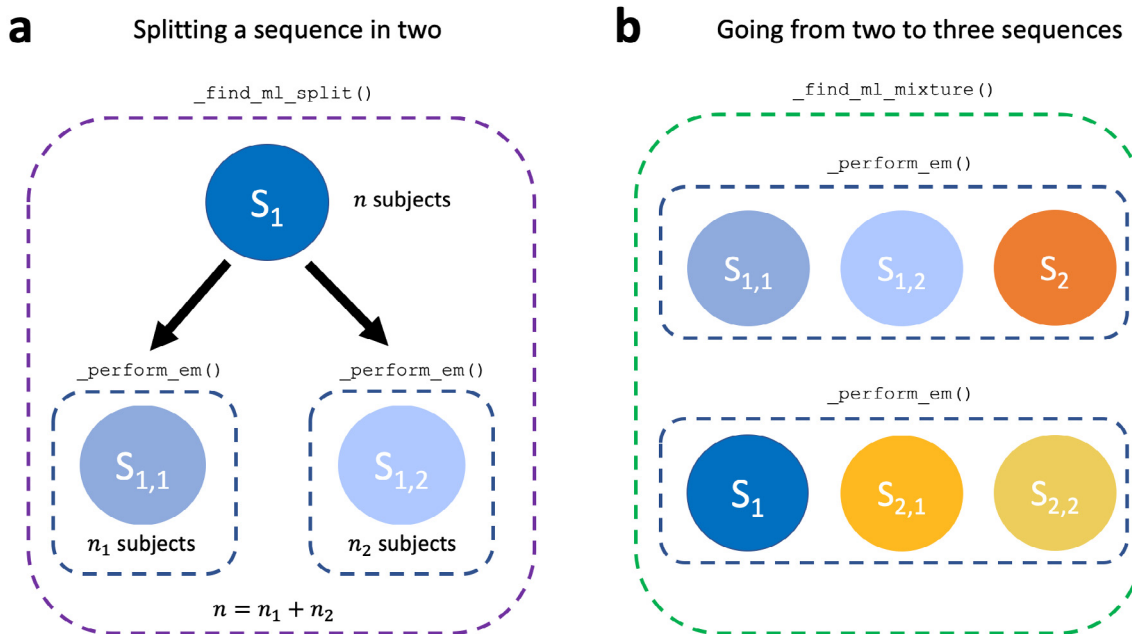 a
Splitting a sequence in two
_find_ml_split()
S1
n subjects
_perform_em()
_perform_em()
S1,1
S1,2
n1 subjects
n2 subjects
n = n1 + n2
b
Going from two to three sequences
_find_ml_mixture()
_perform_em()
S1,1
S1,2
S2
_perform_em()
S1
S2,1
S2,2